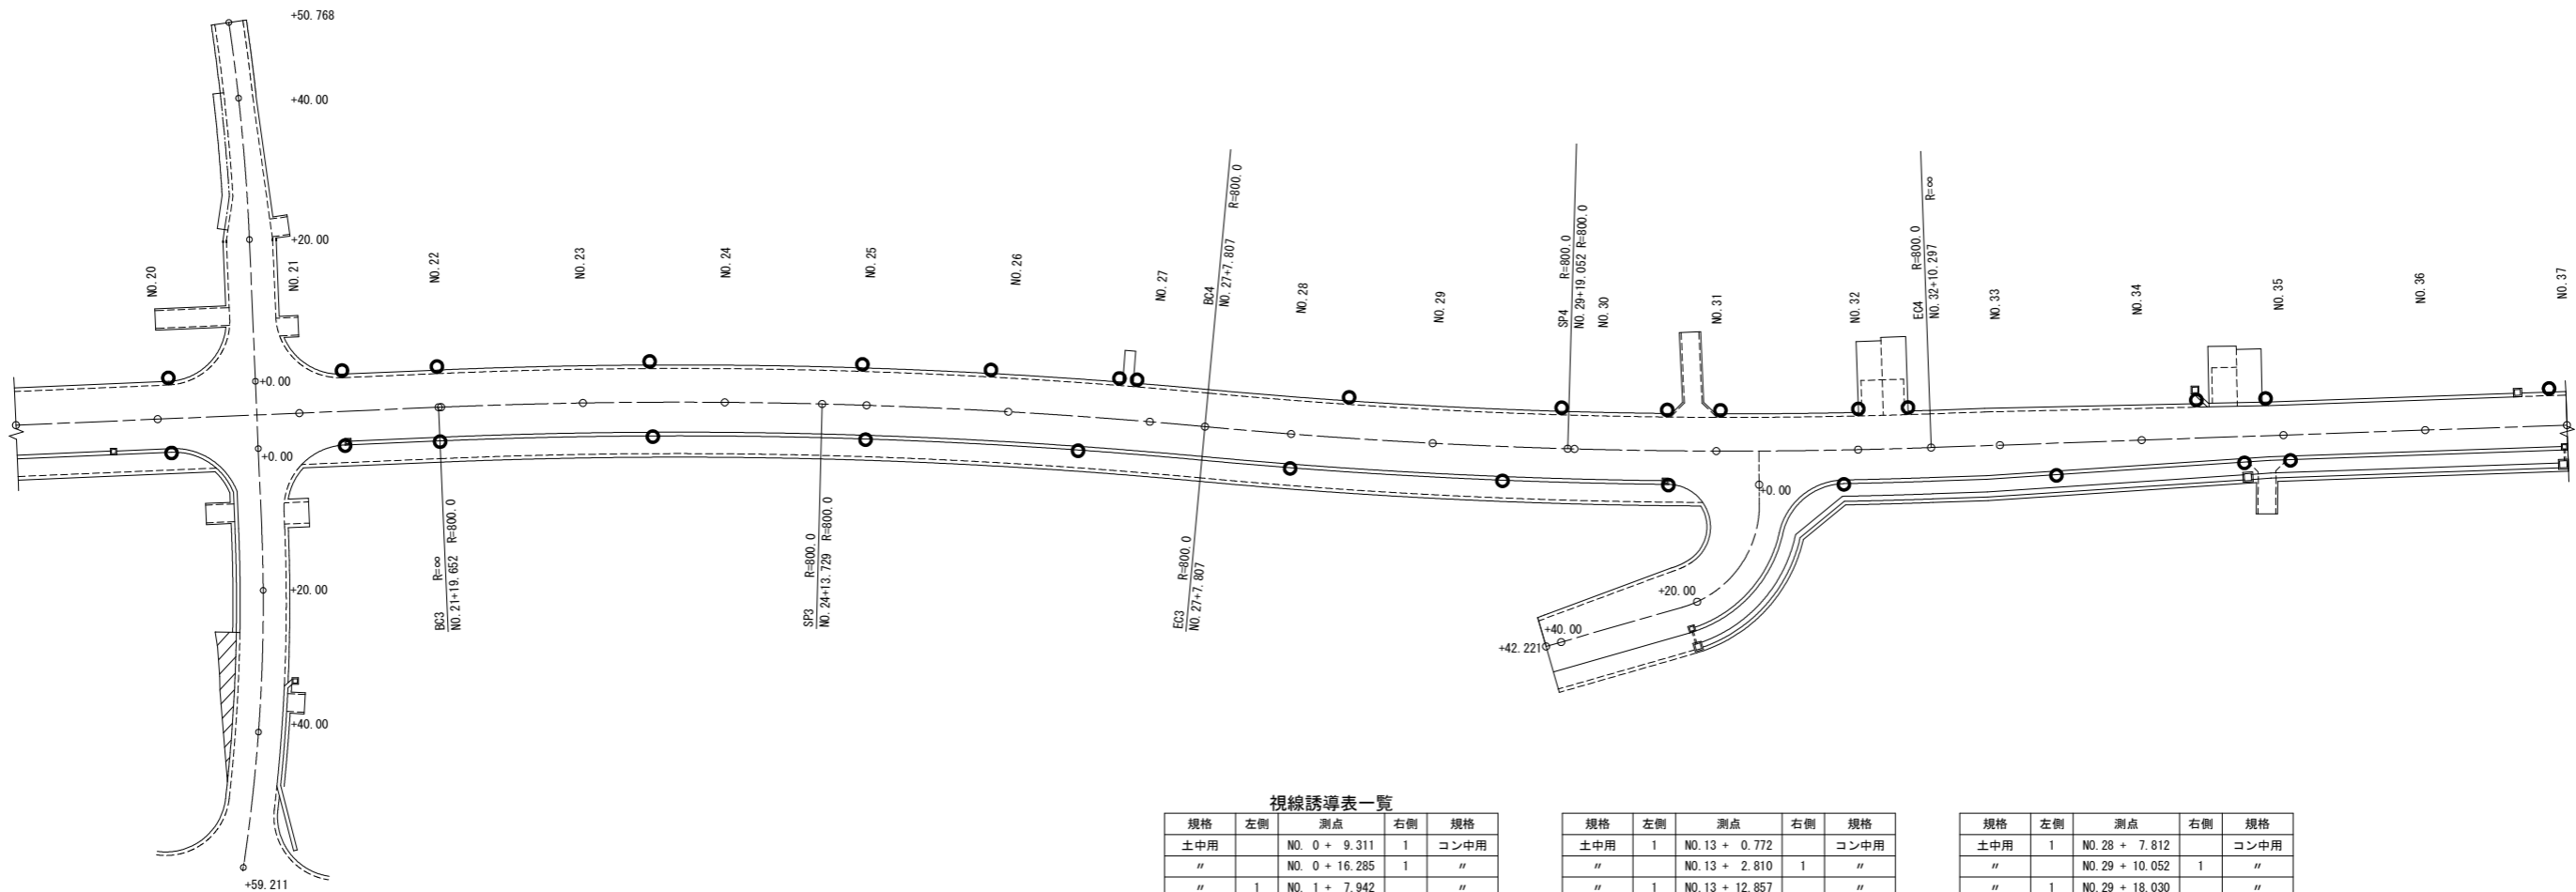 +50.768
+40.00
+20.00
NO.20
NO.21
NO.22
NO.23
NO.24
NO.25
NO.26
NO.27
BC4
NO.27+7.807
R=800.0
NO.28
NO.29
SP4 R=800.0
NO.29+19.052 R=800.0
NO.30
NO.31
NO.32
EC4 R=800.0
NO.32+10.297 R=∞
NO.33
NO.34
NO.35
NO.36
NO.37
+0.00
+0.00
+0.00
BC3 R=∞
NO.21+19.652 R=800.0
SP3 R=800.0
NO.24+13.729 R=800.0
EC3 R=800.0
NO.27+7.807
+20.00
+40.00
+59.211
+20.00
+40.00
+42.221
視線誘導表一覧
規格 左側 測点 右側 規格
土中用 NO. 0 + 9.311 1 コン中用
〃 NO. 0 + 16.285 1 〃
〃 1 NO. 1 + 7.942 〃
規格 左側 測点 右側 規格
土中用 1 NO.13 + 0.772 コン中用
〃 NO.13 + 2.810 1 〃
〃 1 NO.13 + 12.857 〃
規格 左側 測点 右側 規格
土中用 1 NO.28 + 7.812 コン中用
〃 NO.29 + 10.052 1 〃
〃 1 NO.29 + 18.030 〃